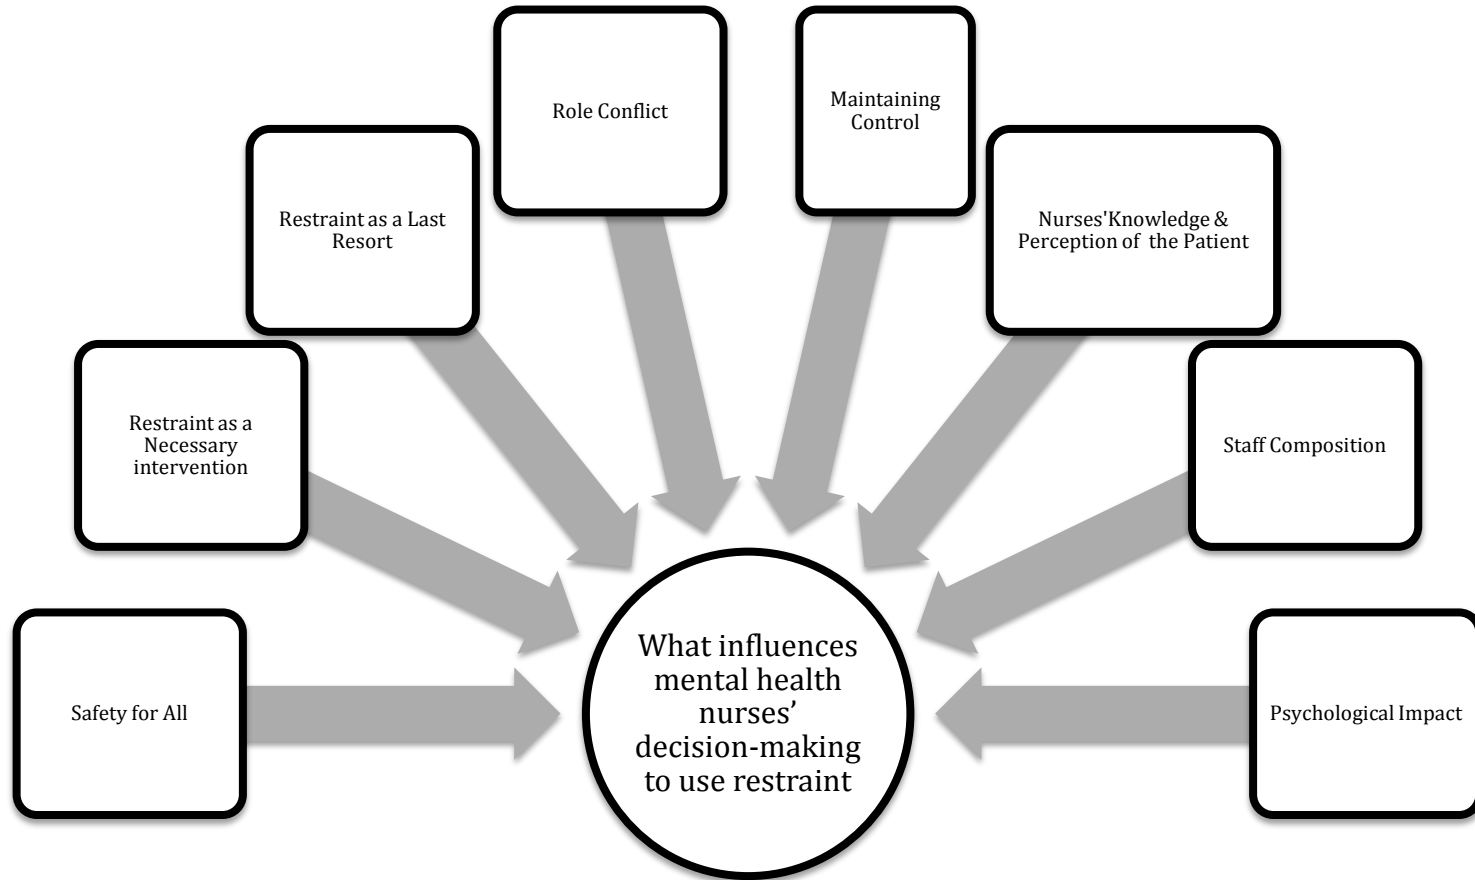 Role Conflict
Maintaining
Control
Restraint as a Last
Resort
Nurses'Knowledge &
Perception of the Patient
Restraint as a
Necessary
intervention
Staff Composition
Safety for All
What influences
mental health
nurses’
decision-making
to use restraint
Psychological Impact